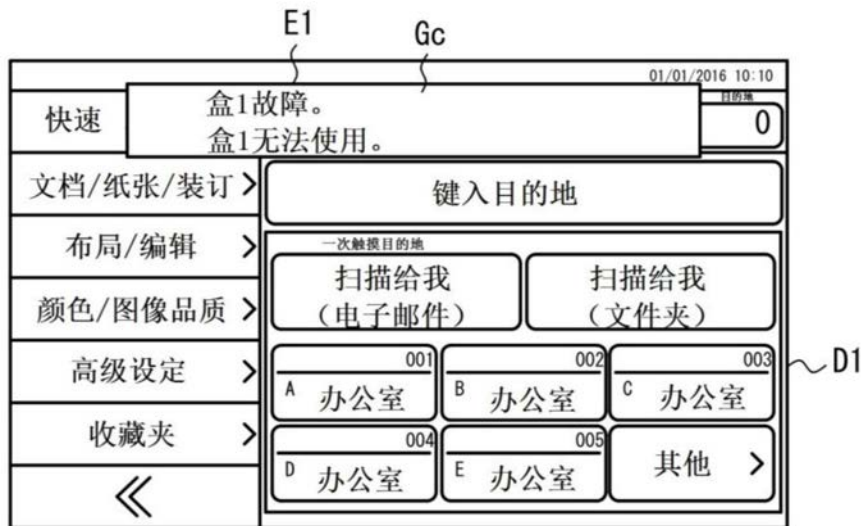 E1
Gc
01/01/2016 10:10
快速
盒1故障。
盒1无法使用。
目的地
0
文档/纸张/装订 >
键入目的地
布局/编辑 >
一次触摸目的地
扫描给我
(电子邮件)
扫描给我
(文件夹)
颜色/图像品质 >
高级设定 >
001
A 办公室
002
B 办公室
003
C 办公室
D1
收藏夹 >
004
D 办公室
005
E 办公室
其他 >
≪